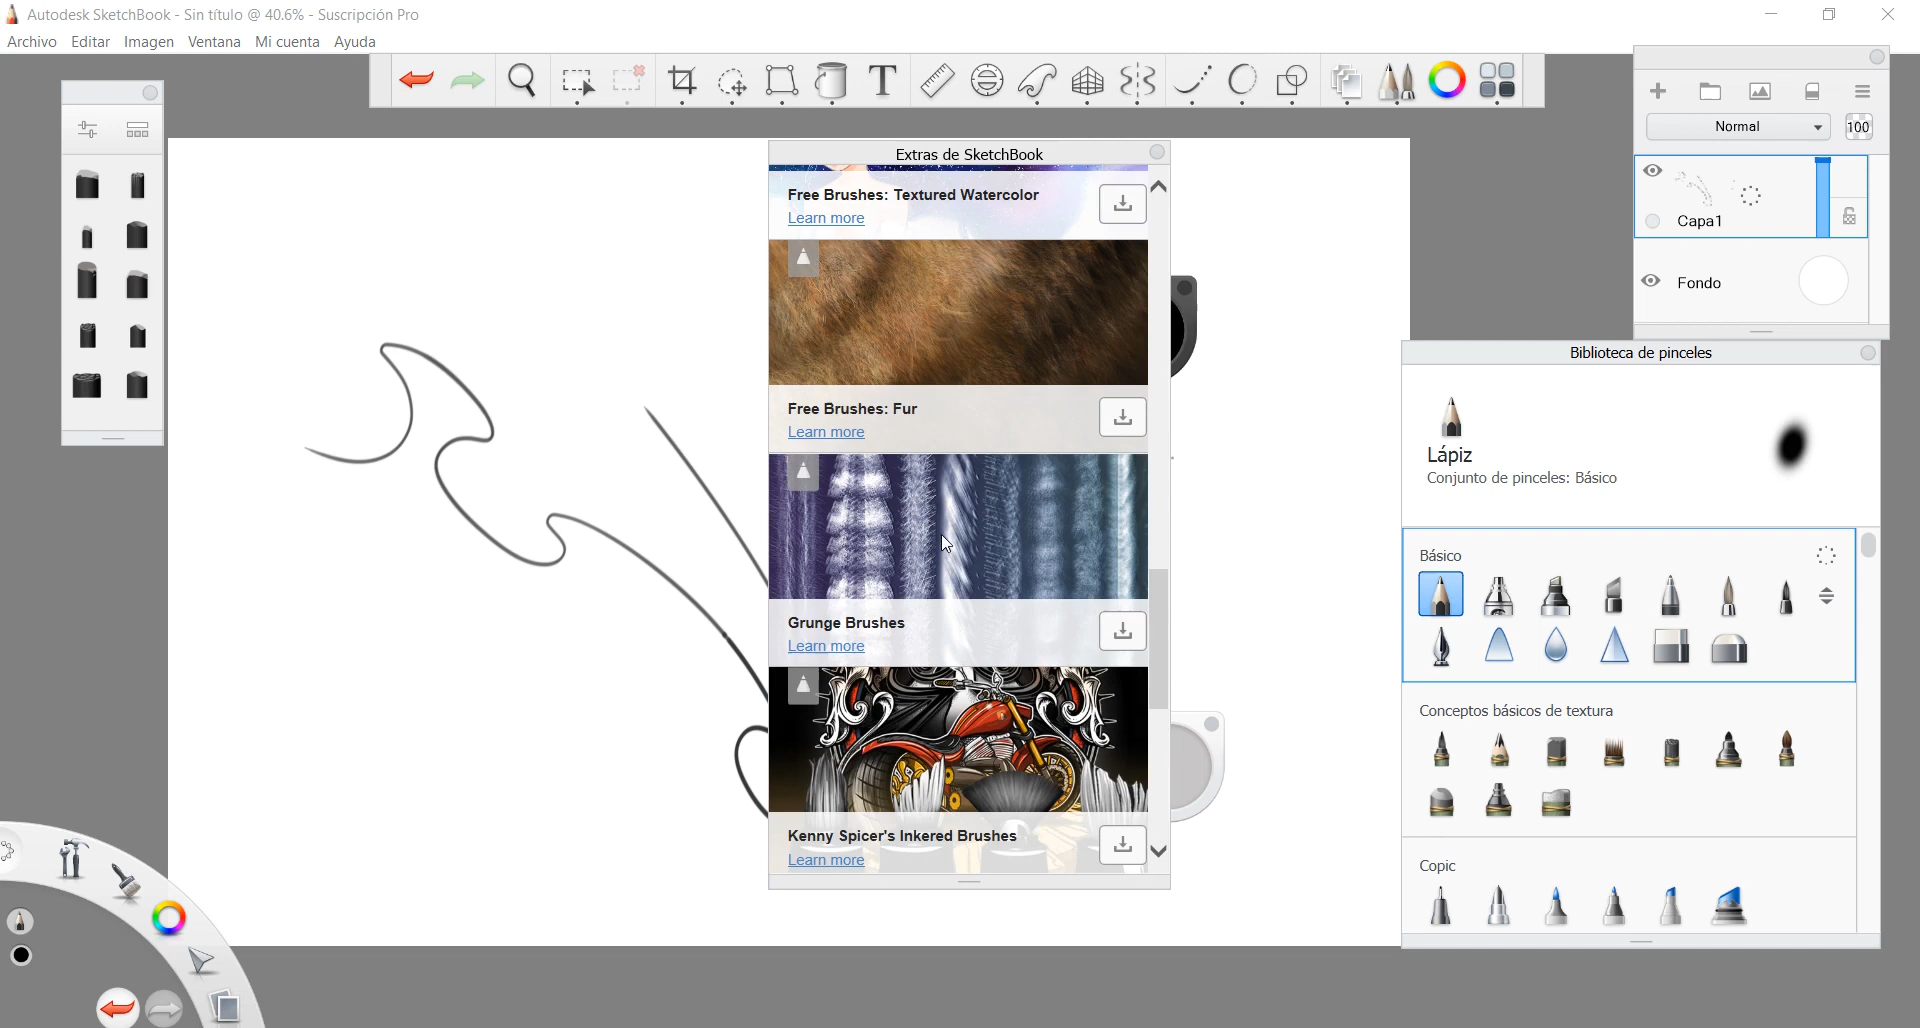 Autodesk SketchBook - Sin título @ 40.6% - Suscripción Pro
Archivo Editar Imagen Ventana Mi cuenta Ayuda
Extras de SketchBook
Free Brushes: Textured Watercolor
Learn more
Free Brushes: Fur
Learn more
Grunge Brushes
Learn more
Kenny Spicer's Inkered Brushes
Learn more
Normal 100
Capa1
Fondo
Biblioteca de pinceles
Lápiz
Conjunto de pinceles: Básico
Básico
Conceptos básicos de textura
Copic